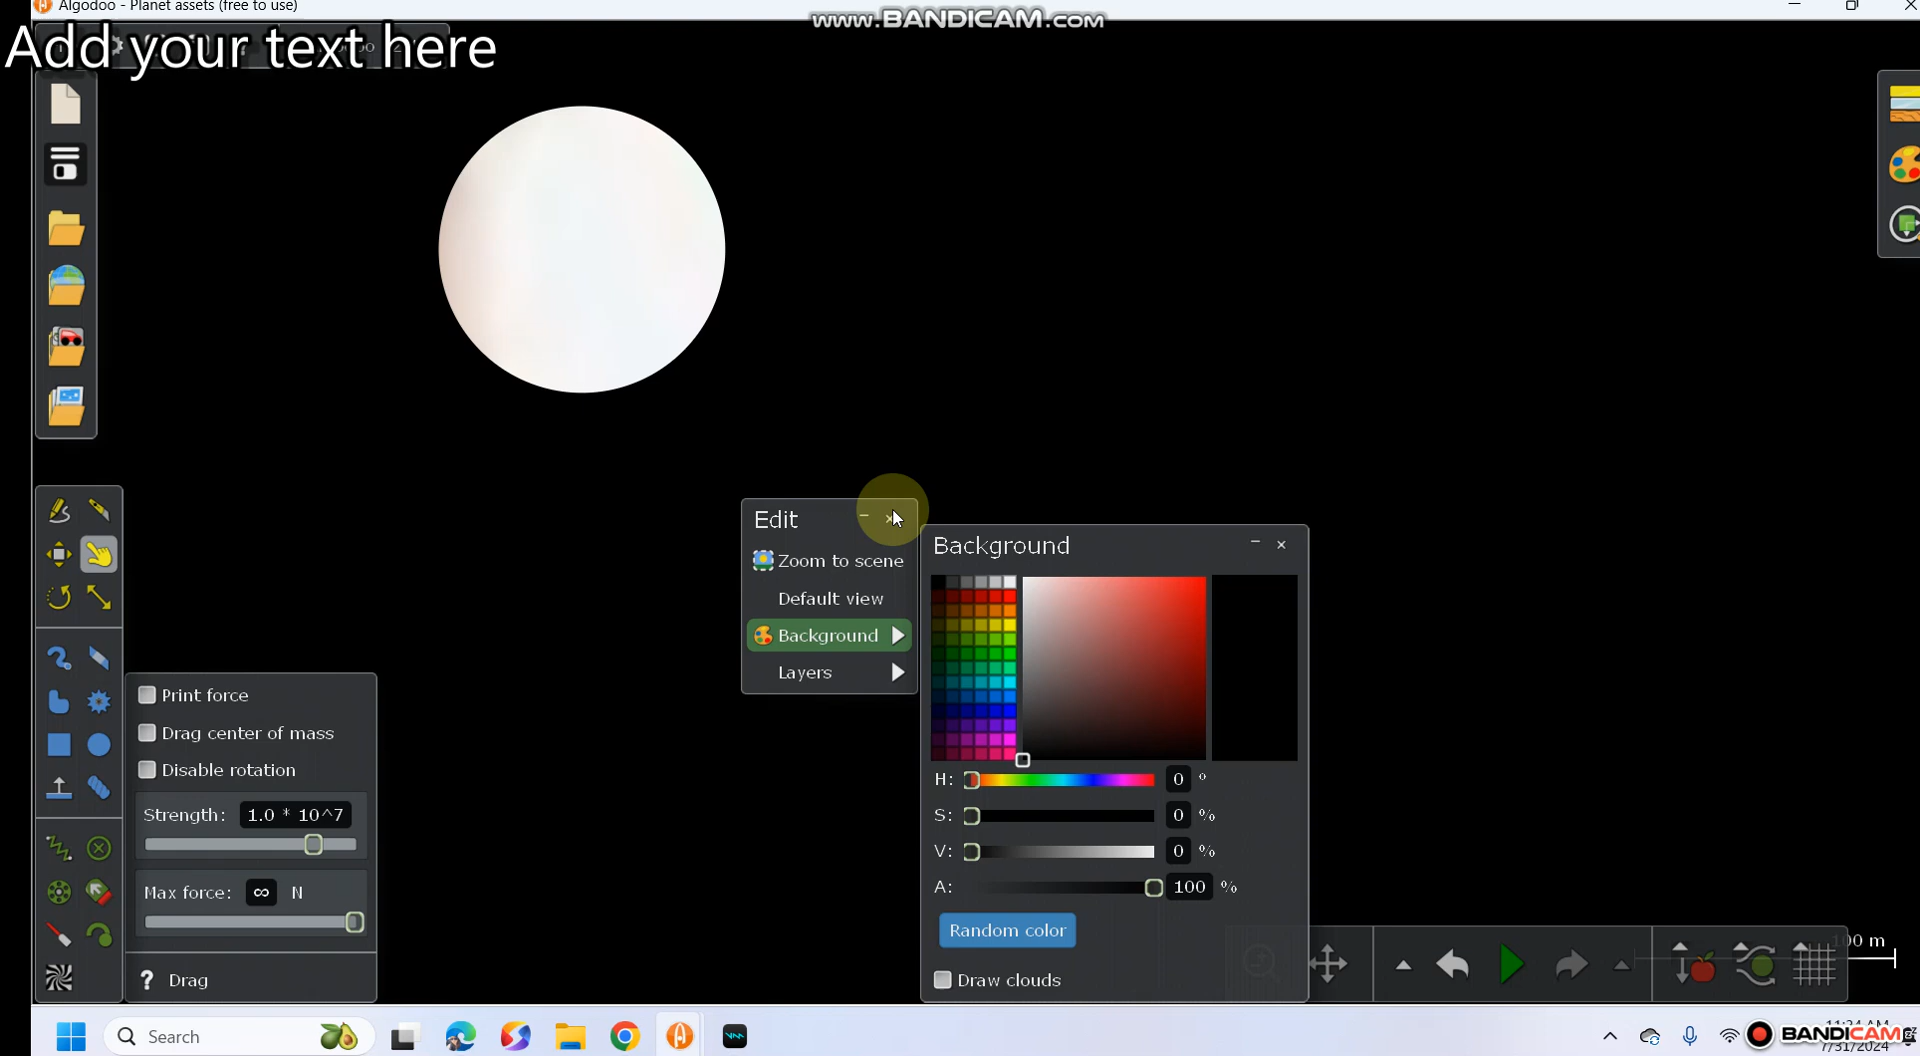 Algodoo - Planet assets (free to use)
www.BANDICAM.com
Add your text here
Edit
Zoom to scene
Default view
Background
Layers
Background
H: 0 °
S: 0 %
V: 0 %
A: 100 %
Random color
Draw clouds
Print force
Drag center of mass
Disable rotation
Strength: 1.0 * 10^7
Max force: ∞ N
? Drag
Search
7/31/2024
BANDICAM